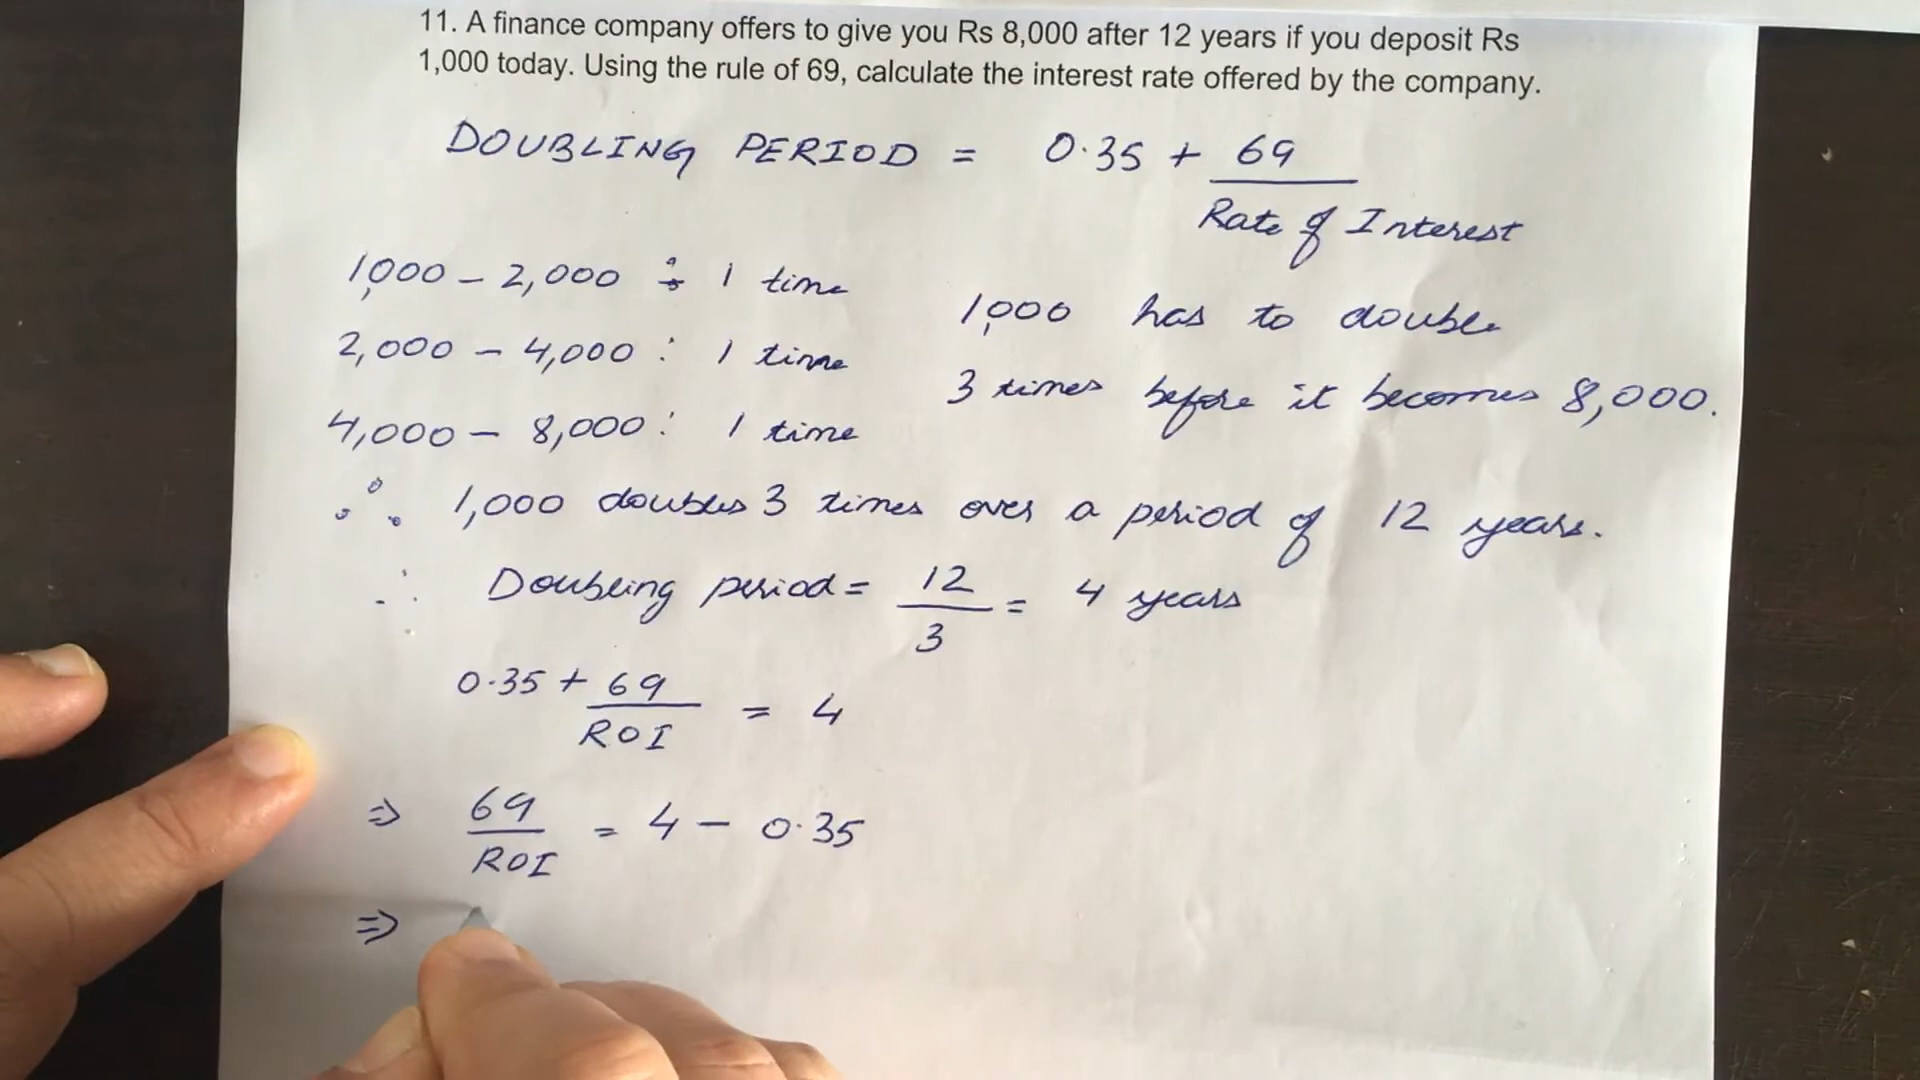 11. A finance company offers to give you Rs 8,000 after 12 years if you deposit Rs
1,000 today. Using the rule of 69, calculate the interest rate offered by the company.
DOUBLING PERIOD = 0.35 + 69
Rate of Interest
1,000 – 2,000 : 1 time
2,000 – 4,000 : 1 time
4,000 – 8,000 : 1 time
1,000 has to double
3 times before it becomes 8,000.
∴ 1,000 doubles 3 times over a period of 12 years.
∴ Doubling period = 12 = 4 years
3
0.35 + 69 = 4
ROI
⇒ 69 = 4 – 0.35
ROI
⇒